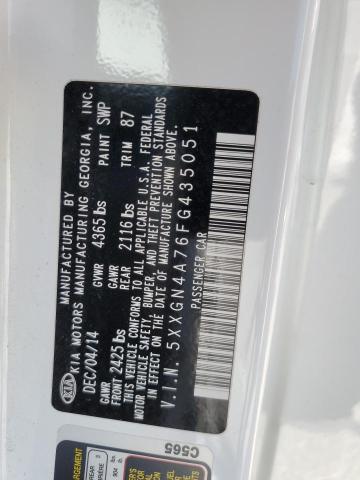 KIA
MANUFACTURED BY
KIA MOTORS MANUFACTURING GEORGIA, INC.
DEC/04/14 GVWR 4365 lbs PAINT SWP
GAWR FRONT 2425 lbs GAWR REAR 2116 lbs TRIM 87
THIS VEHICLE CONFORMS TO ALL APPLICABLE U.S.A. FEDERAL
MOTOR VEHICLE SAFETY, BUMPER, AND THEFT PREVENTION STANDARDS
IN EFFECT ON THE DATE OF MANUFACTURE SHOWN ABOVE.
V.I.N. 5XXGN4A76FG435051
PASSENGER CAR
C565